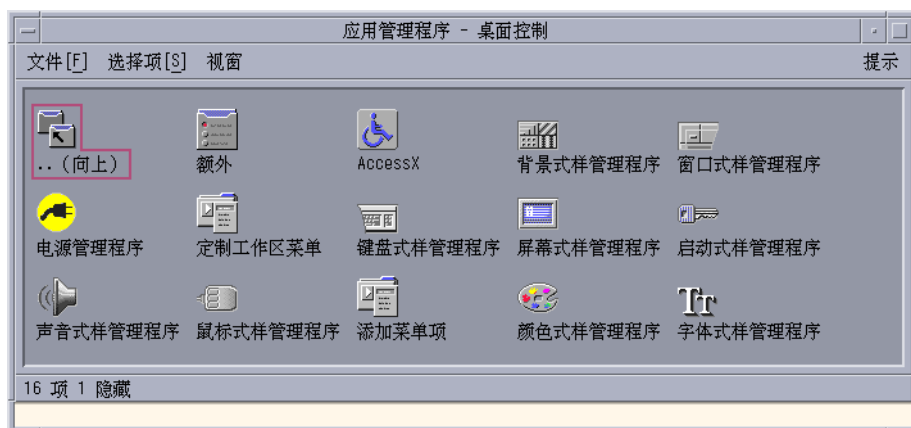 应用管理程序 - 桌面控制
文件[F] 选择项[S] 视窗 提示
..(向上) 额外 AccessX 背景式样管理程序 窗口式样管理程序
电源管理程序 定制工作区菜单 键盘式样管理程序 屏幕式样管理程序 启动式样管理程序
Tr
声音式样管理程序 鼠标式样管理程序 添加菜单项 颜色式样管理程序 字体式样管理程序
16 项 1 隐藏